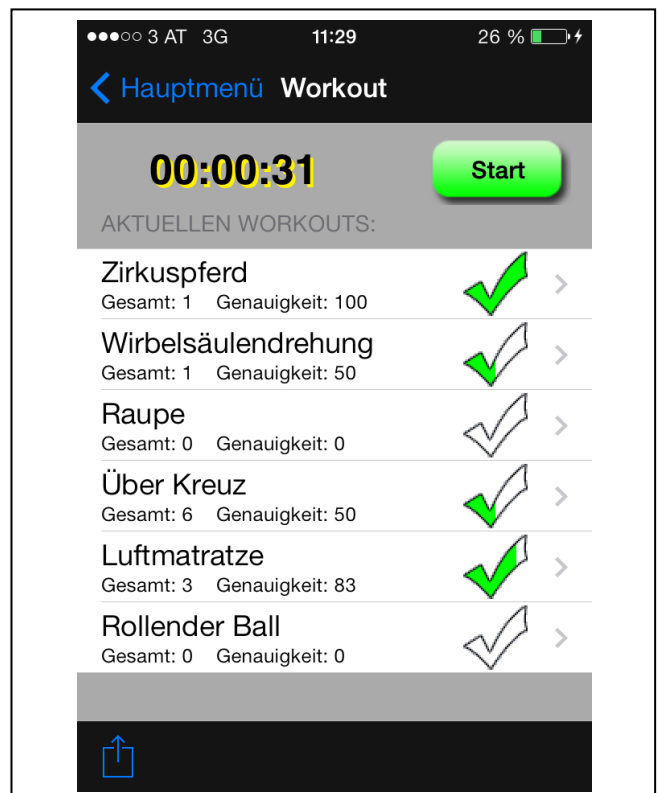 3 AT 3G 11:29 26 %
Hauptmenü Workout
00:00:31 Start
AKTUELLEN WORKOUTS:
Zirkuspferd
Gesamt: 1 Genauigkeit: 100
Wirbelsäulendrehung
Gesamt: 1 Genauigkeit: 50
Raupe
Gesamt: 0 Genauigkeit: 0
Über Kreuz
Gesamt: 6 Genauigkeit: 50
Luftmatratze
Gesamt: 3 Genauigkeit: 83
Rollender Ball
Gesamt: 0 Genauigkeit: 0